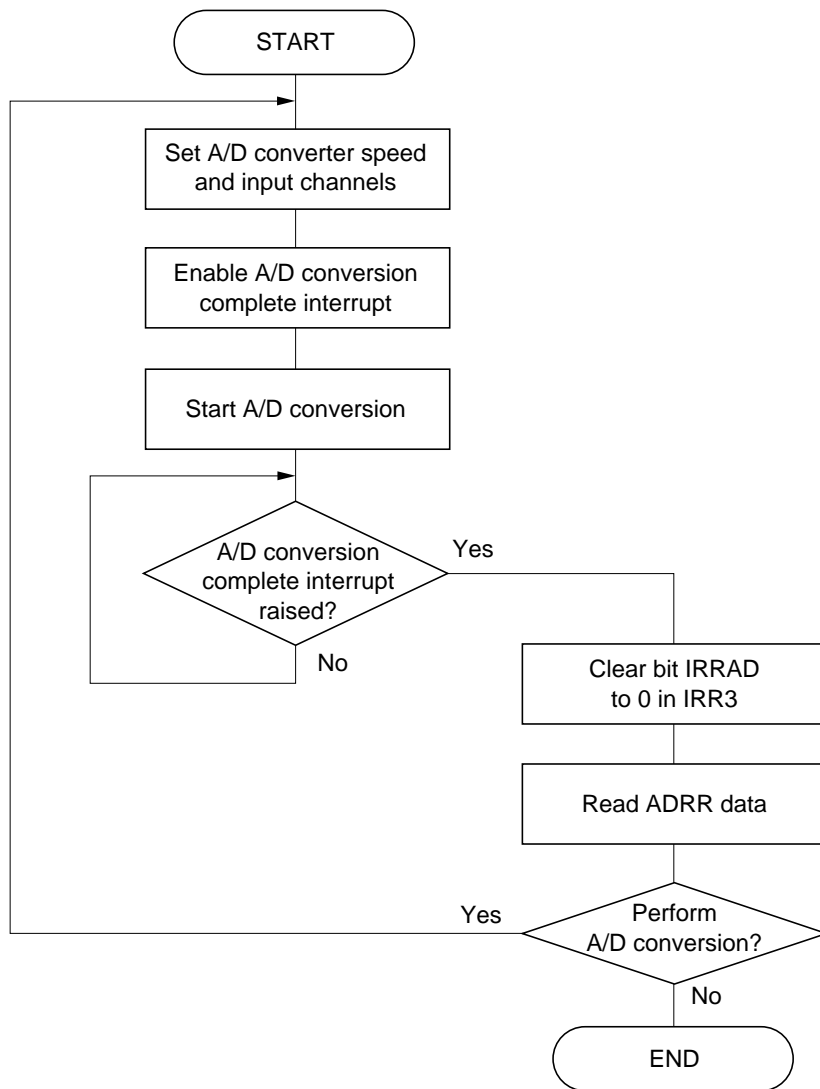 START
Set A/D converter speed
and input channels
Enable A/D conversion
complete interrupt
Start A/D conversion
A/D conversion
complete interrupt
raised?
Yes
No
Clear bit IRRAD
to 0 in IRR3
Read ADRR data
Perform
A/D conversion?
Yes
No
END